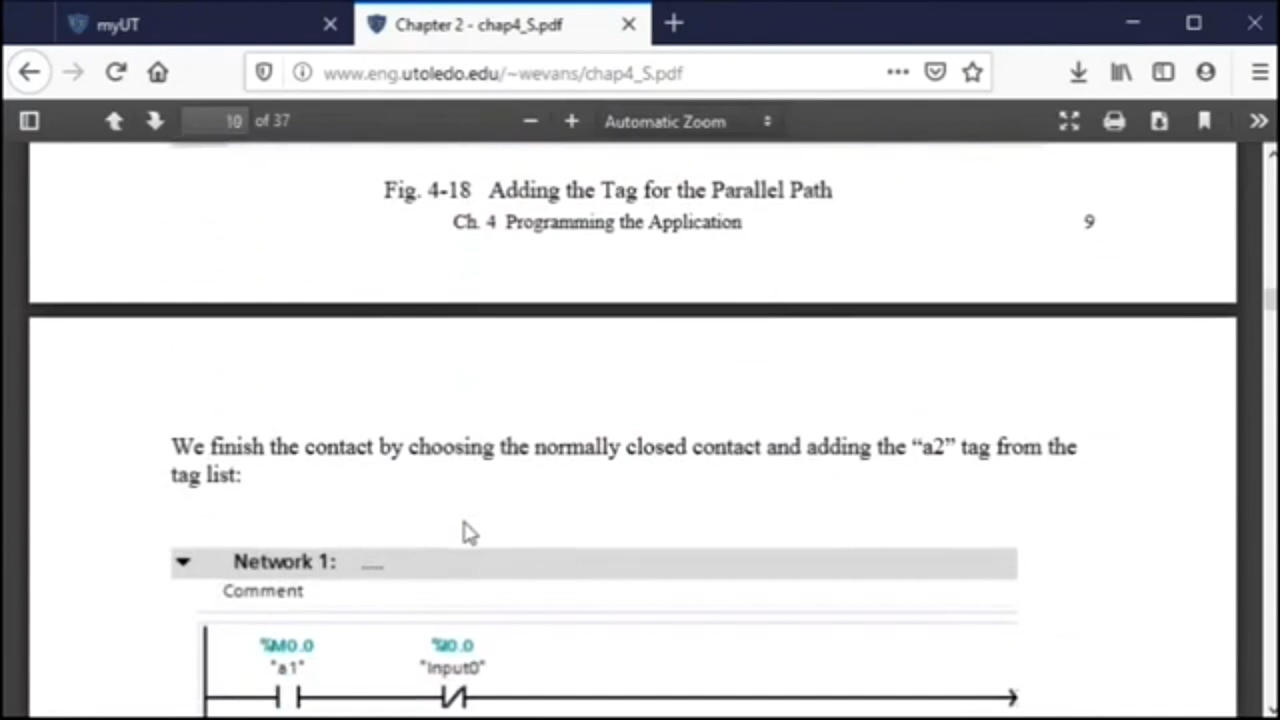 myUT
Chapter 2 - chap4_S.pdf
www.eng.utoledo.edu/~wevans/chap4_S.pdf
10 of 37
Automatic Zoom
Fig. 4-18 Adding the Tag for the Parallel Path
Ch. 4 Programming the Application
9
We finish the contact by choosing the normally closed contact and adding the “a2” tag from the
tag list:
Network 1: .....
Comment
%M0.0 %I0.0
"a1" "Input0"